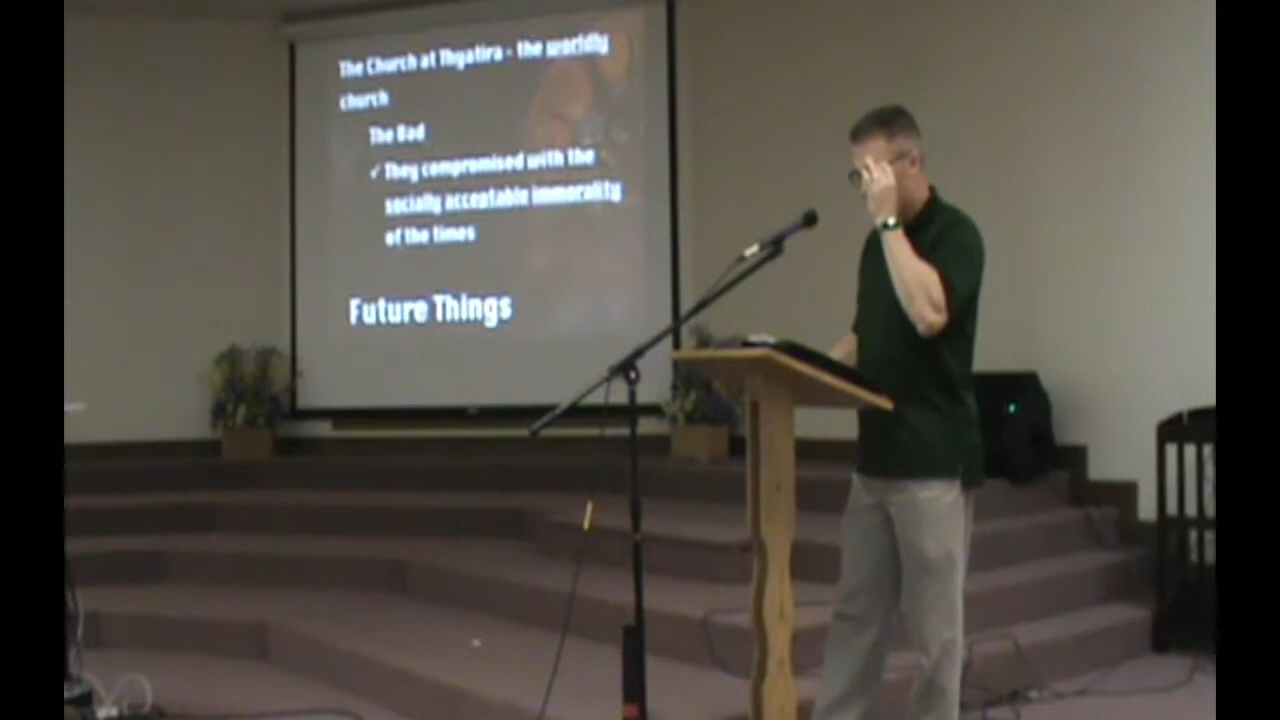 The Church at Thyatira - the worldly
church
The Bad
✓ They compromised with the
socially acceptable immorality
of the times
Future Things